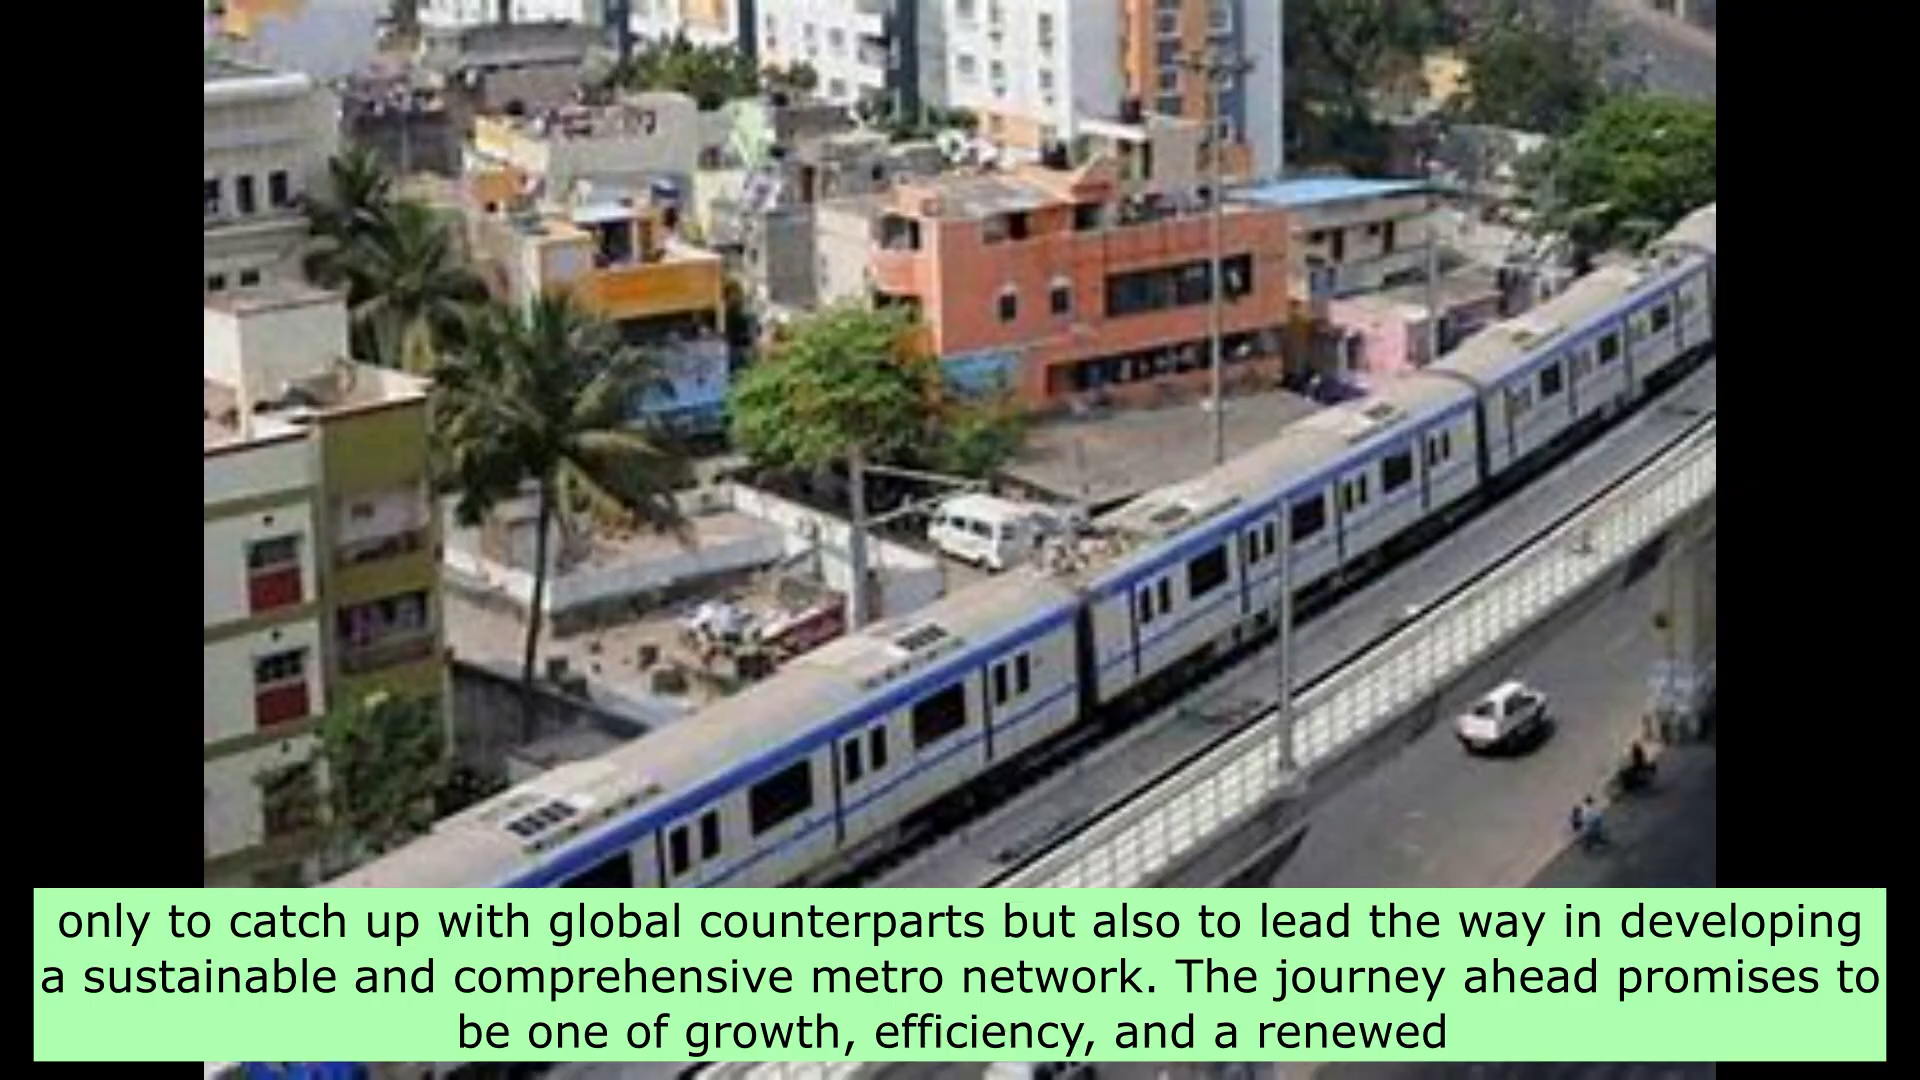 only to catch up with global counterparts but also to lead the way in developing
a sustainable and comprehensive metro network. The journey ahead promises to
be one of growth, efficiency, and a renewed